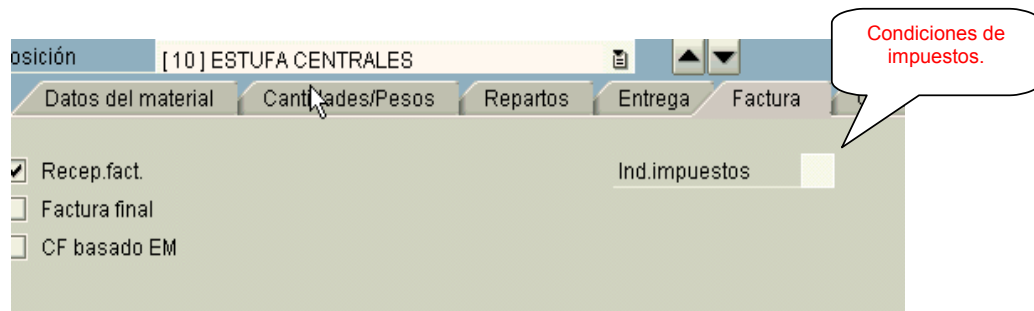 Condiciones de
impuestos.
osición [10] ESTUFA CENTRALES
Datos del material Cantidades/Pesos Repartos Entrega Factura
Recep.fact. Ind.impuestos
Factura final
CF basado EM